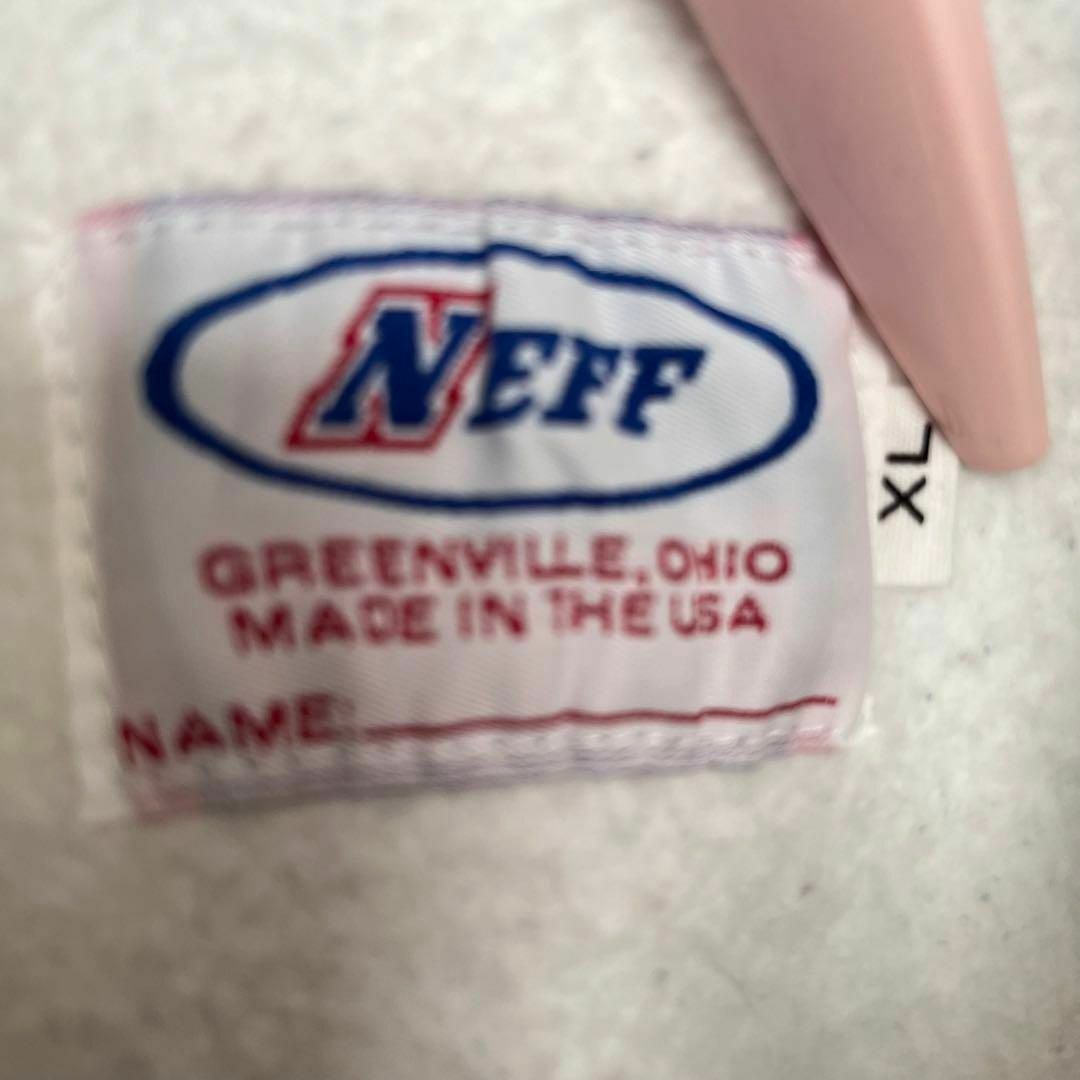 NEFF
GREENVILLE, OHIO
MADE IN THE USA
NAME:
XL